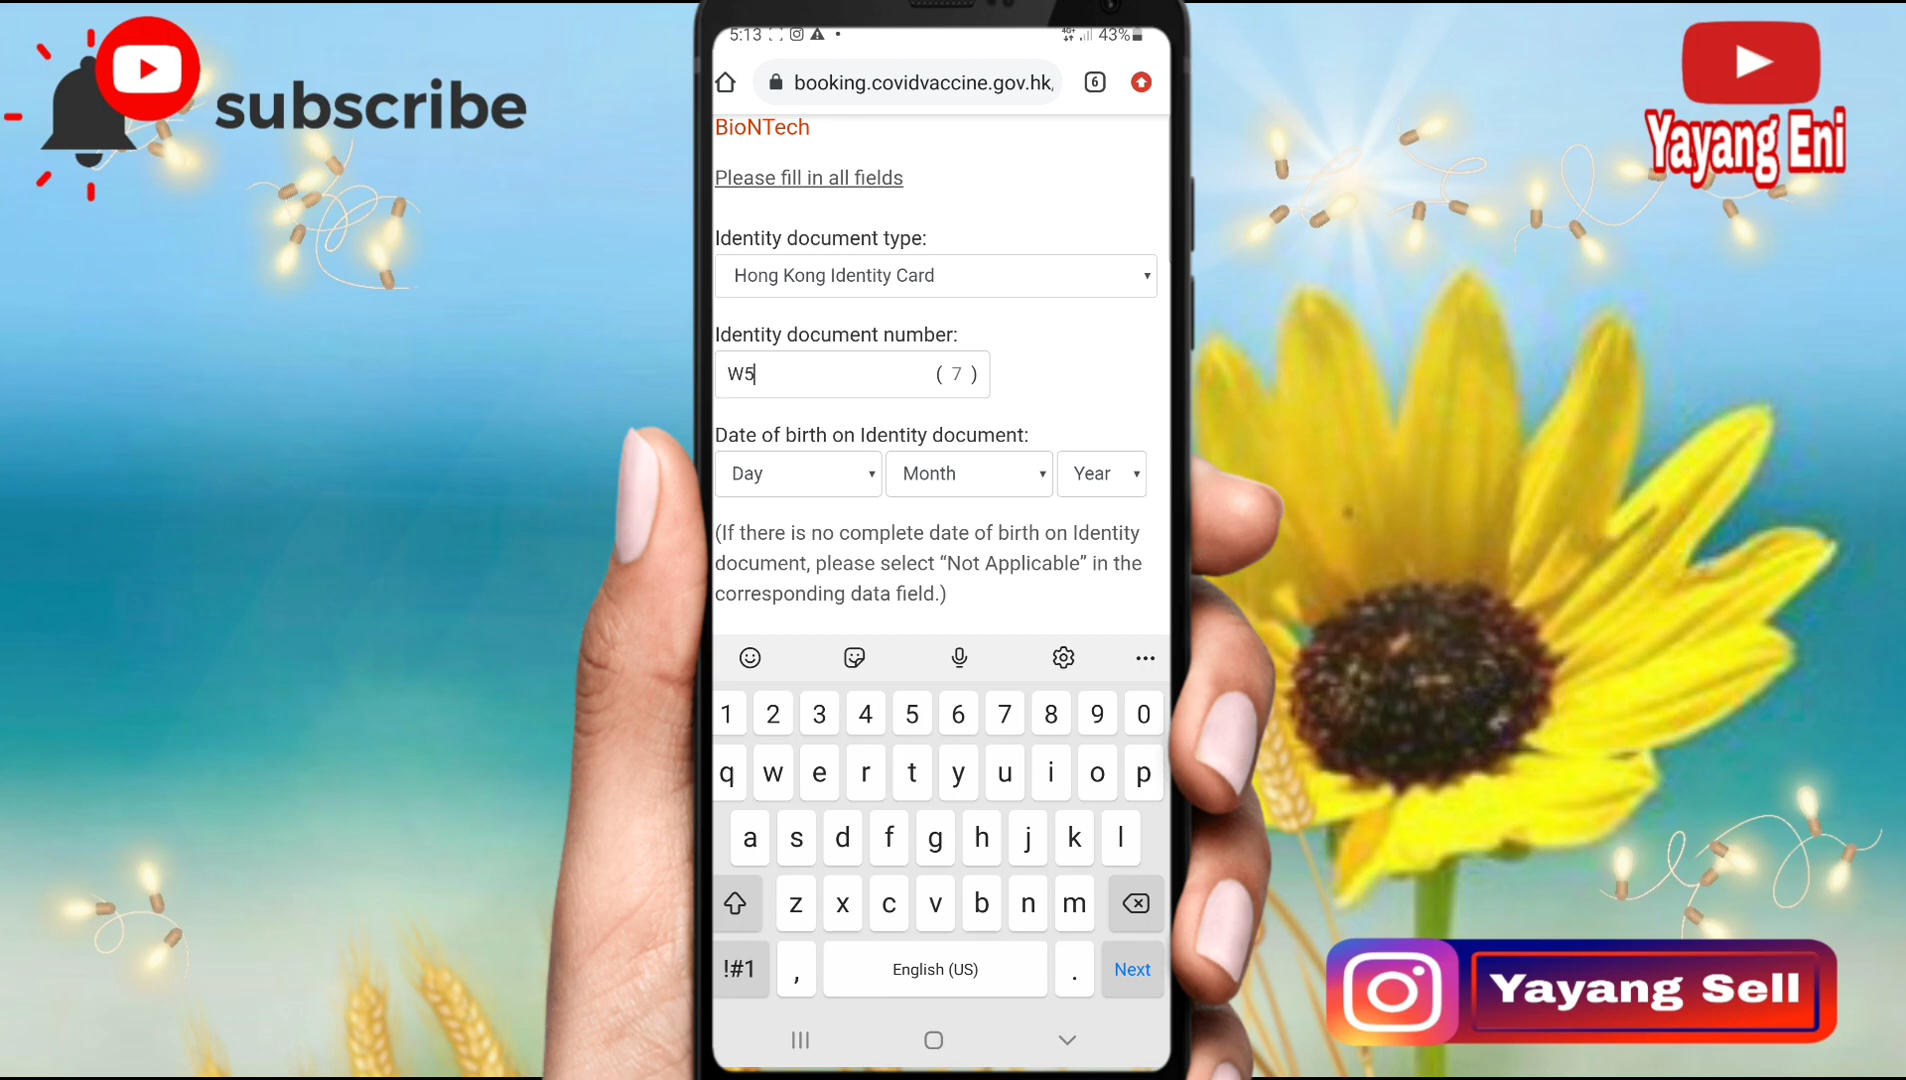 subscribe
Yayang Eni
5:13
43%
booking.covidvaccine.gov.hk
6
BioNTech
Please fill in all fields
Identity document type:
Hong Kong Identity Card
Identity document number:
W5
( 7 )
Date of birth on Identity document:
Day Month Year
(If there is no complete date of birth on Identity
document, please select “Not Applicable” in the
corresponding data field.)
1 2 3 4 5 6 7 8 9 0
q w e r t y u i o p
a s d f g h j k l
z x c v b n m
!#1 , English (US) . Next
Yayang Sell